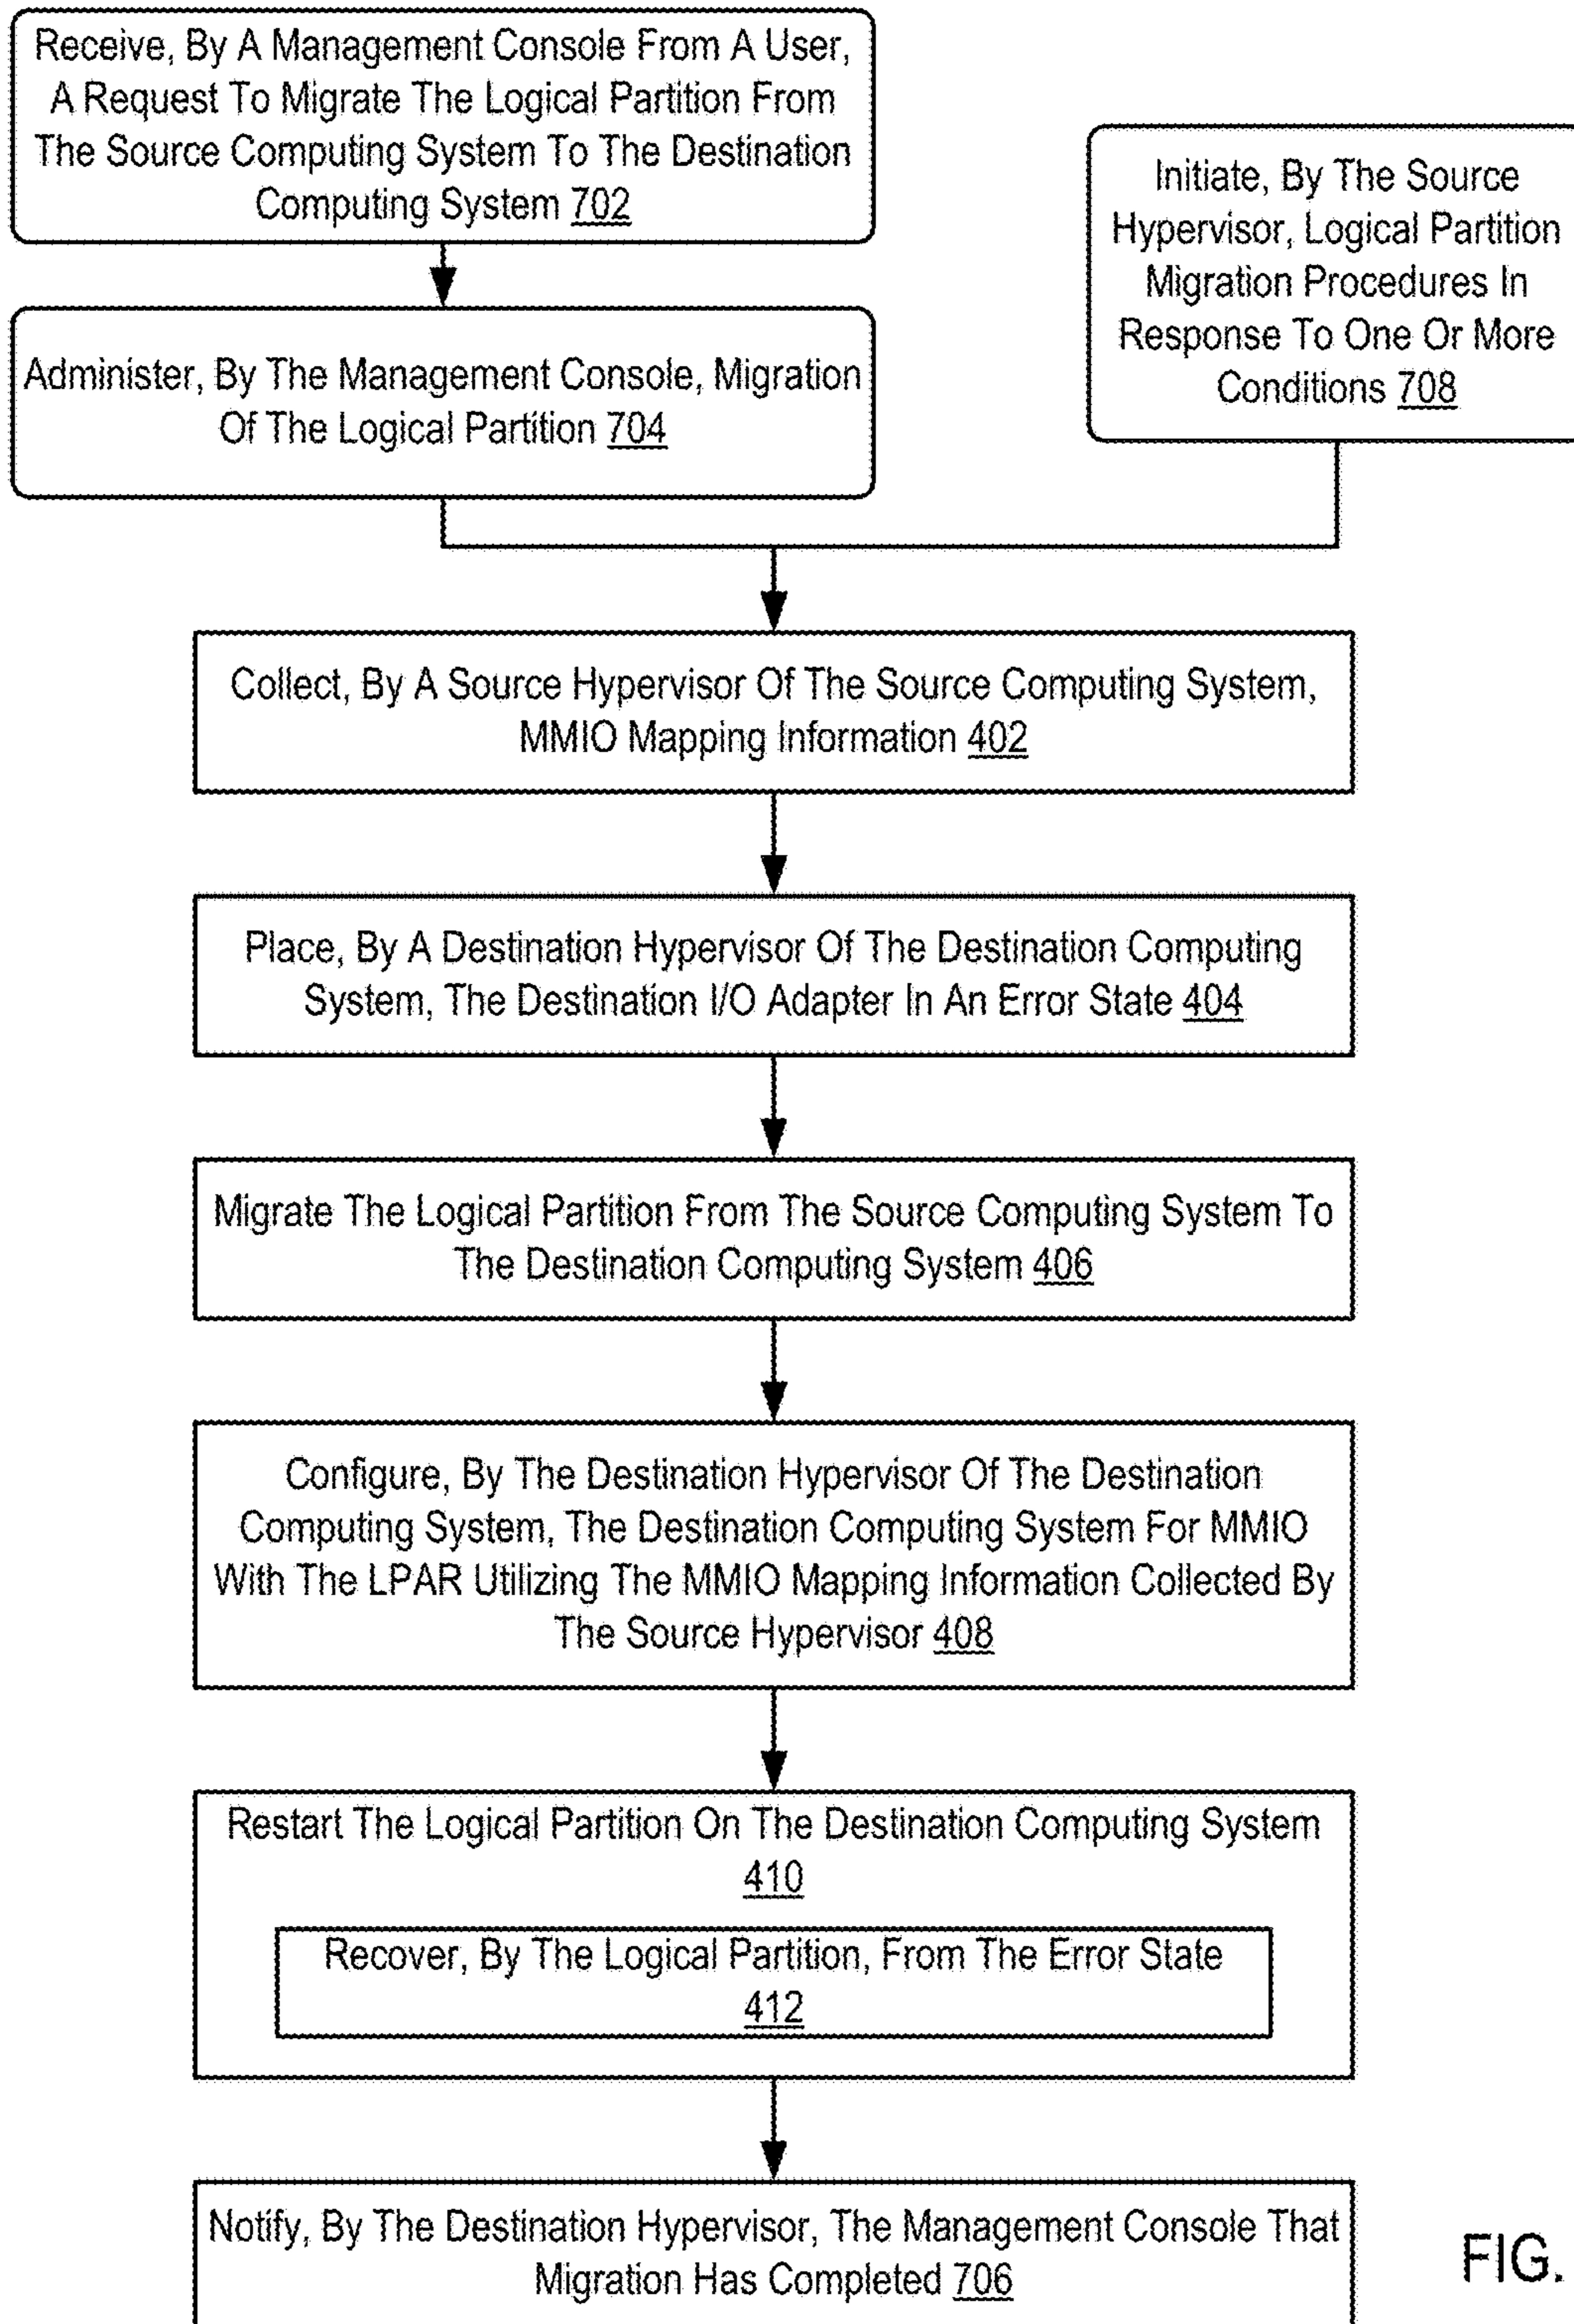 Receive, By A Management Console From A User,
A Request To Migrate The Logical Partition From
The Source Computing System To The Destination
Computing System 702
Administer, By The Management Console, Migration
Of The Logical Partition 704
Initiate, By The Source
Hypervisor, Logical Partition
Migration Procedures In
Response To One Or More
Conditions 708
Collect, By A Source Hypervisor Of The Source Computing System,
MMIO Mapping Information 402
Place, By A Destination Hypervisor Of The Destination Computing
System, The Destination I/O Adapter In An Error State 404
Migrate The Logical Partition From The Source Computing System To
The Destination Computing System 406
Configure, By The Destination Hypervisor Of The Destination
Computing System, The Destination Computing System For MMIO
With The LPAR Utilizing The MMIO Mapping Information Collected By
The Source Hypervisor 408
Restart The Logical Partition On The Destination Computing System
410
Recover, By The Logical Partition, From The Error State
412
Notify, By The Destination Hypervisor, The Management Console That
Migration Has Completed 706
FIG.